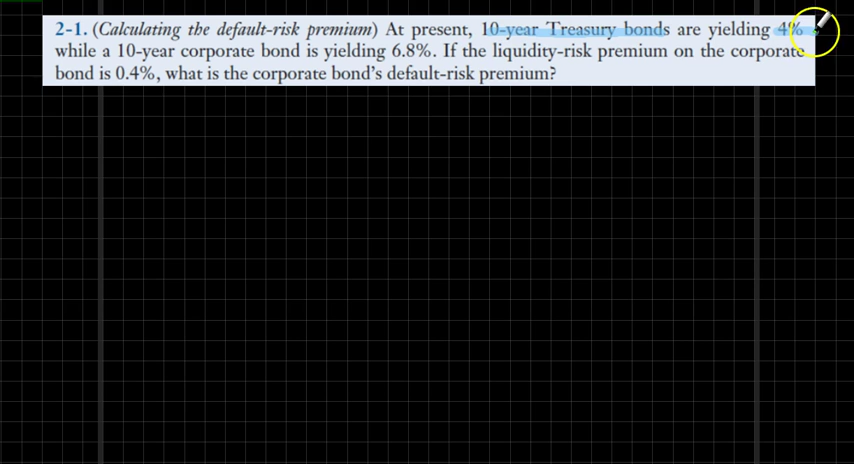 2-1. (Calculating the default-risk premium) At present, 10-year Treasury bonds are yielding 4%
while a 10-year corporate bond is yielding 6.8%. If the liquidity-risk premium on the corporate
bond is 0.4%, what is the corporate bond's default-risk premium?